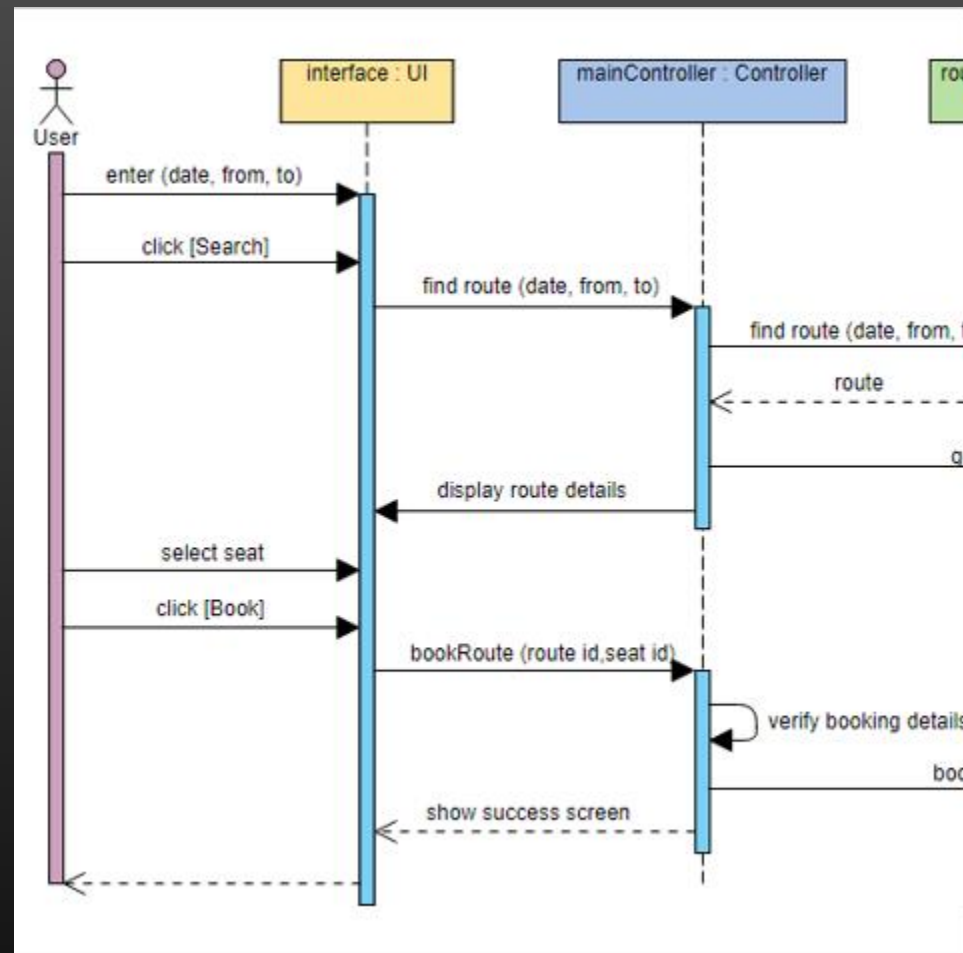 interface : UI
mainController : Controller
User
enter (date, from, to)
click [Search]
find route (date, from, to)
find route (date, from,
route
display route details
select seat
click [Book]
bookRoute (route id,seat id)
verify booking details
show success screen